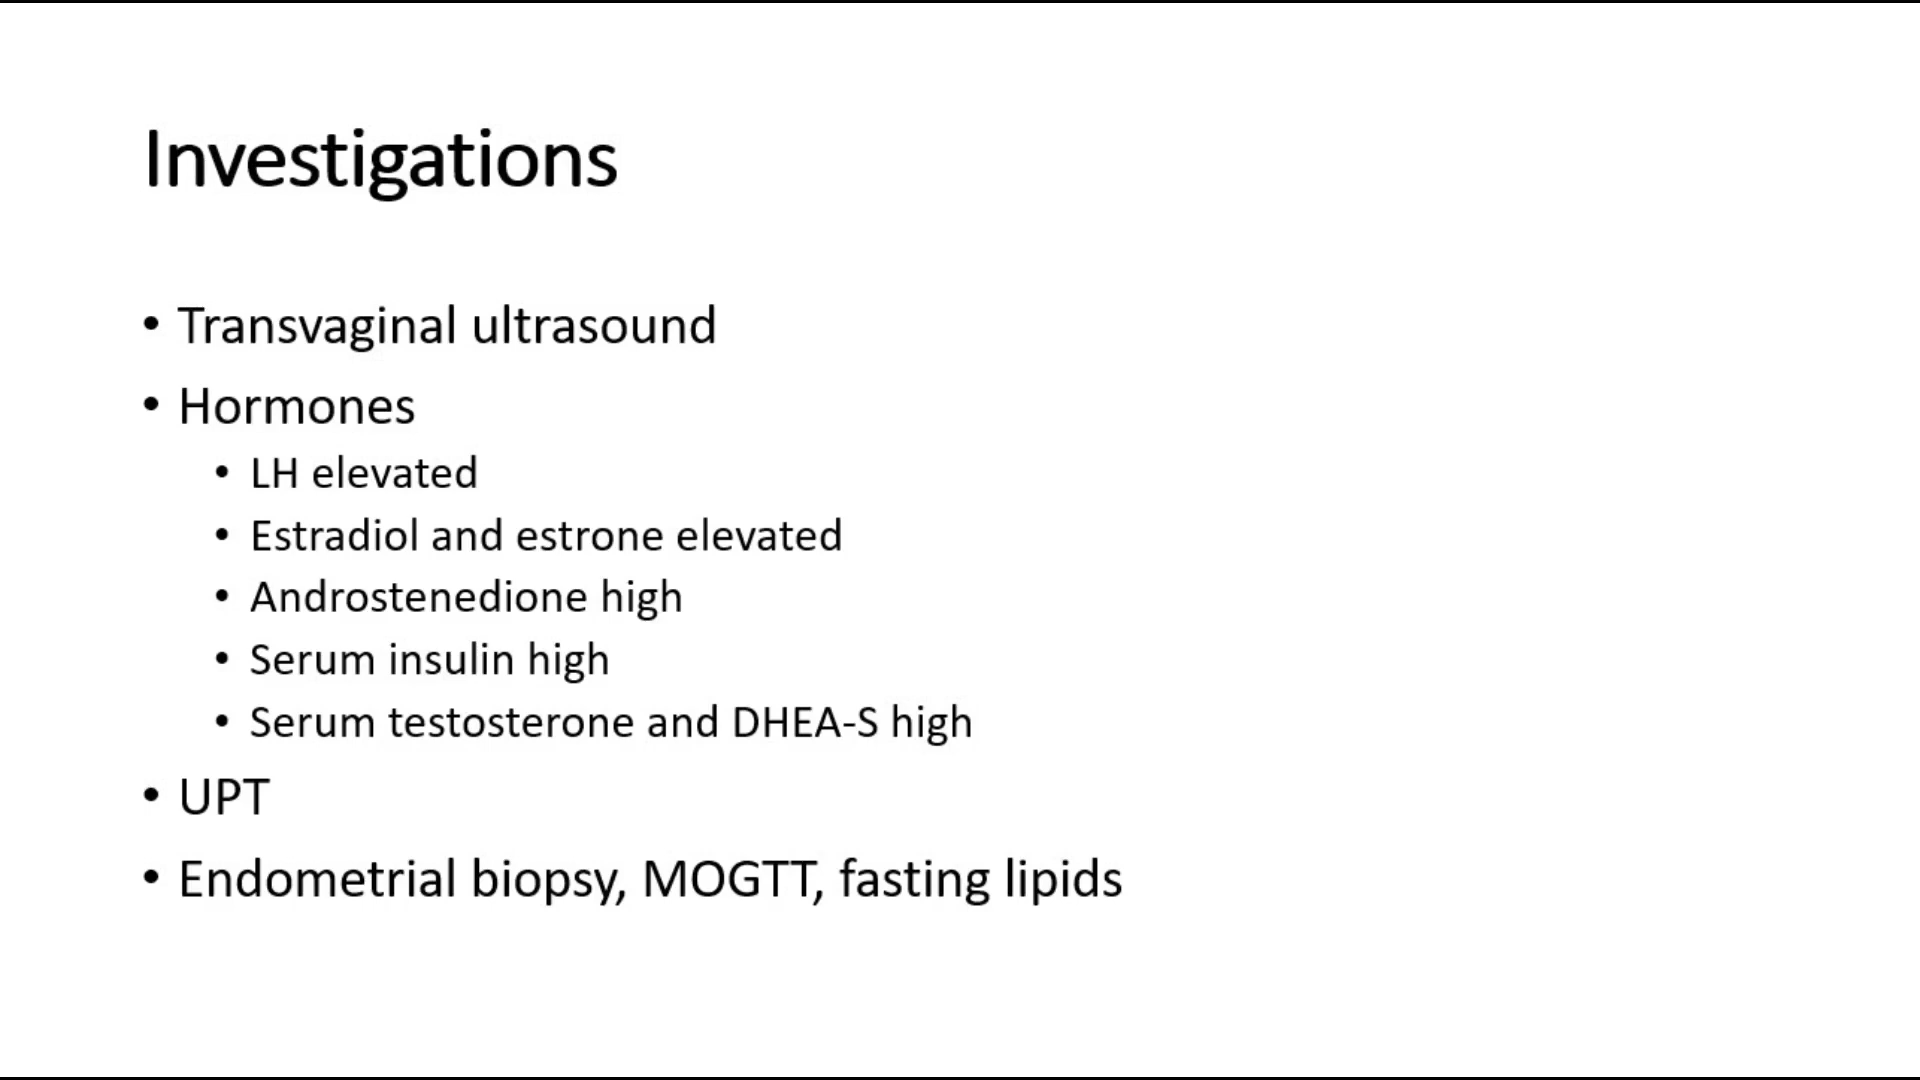 Investigations
• Transvaginal ultrasound
• Hormones
• LH elevated
• Estradiol and estrone elevated
• Androstenedione high
• Serum insulin high
• Serum testosterone and DHEA-S high
• UPT
• Endometrial biopsy, MOGTT, fasting lipids